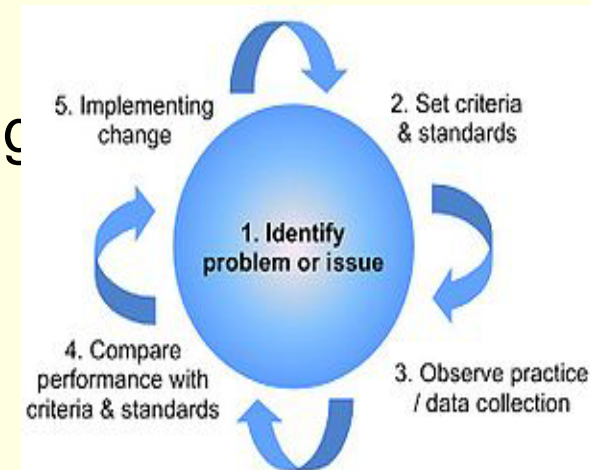 1. Identify
problem or issue
2. Set criteria
& standards
3. Observe practice
/ data collection
4. Compare
performance with
criteria & standards
5. Implementing
change
g